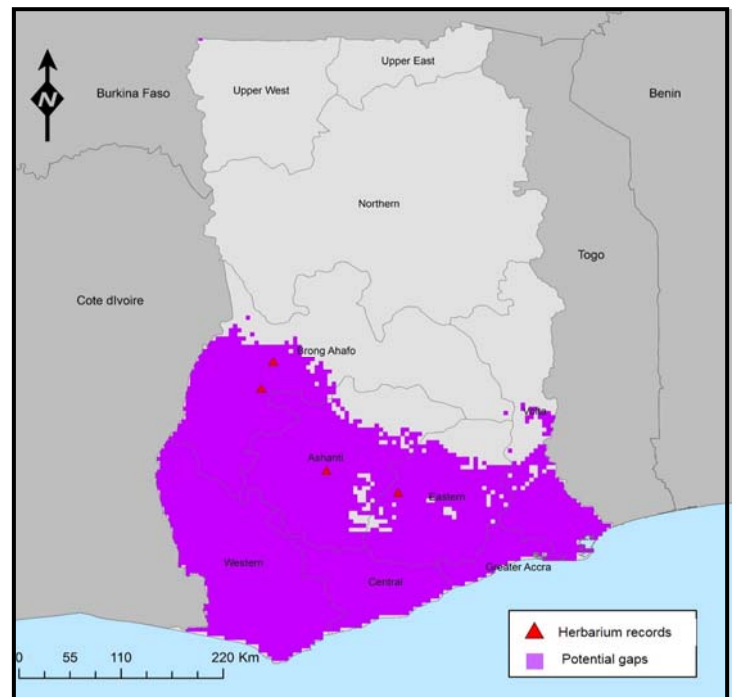 Upper East
Burkina Faso
Upper West
Benin
N
Northern
Togo
Cote dIvoire
Brong Ahafo
Volta
Ashanti
Eastern
Western
Central
Greater Accra
Herbarium records
Potential gaps
0 55 110 220 Km